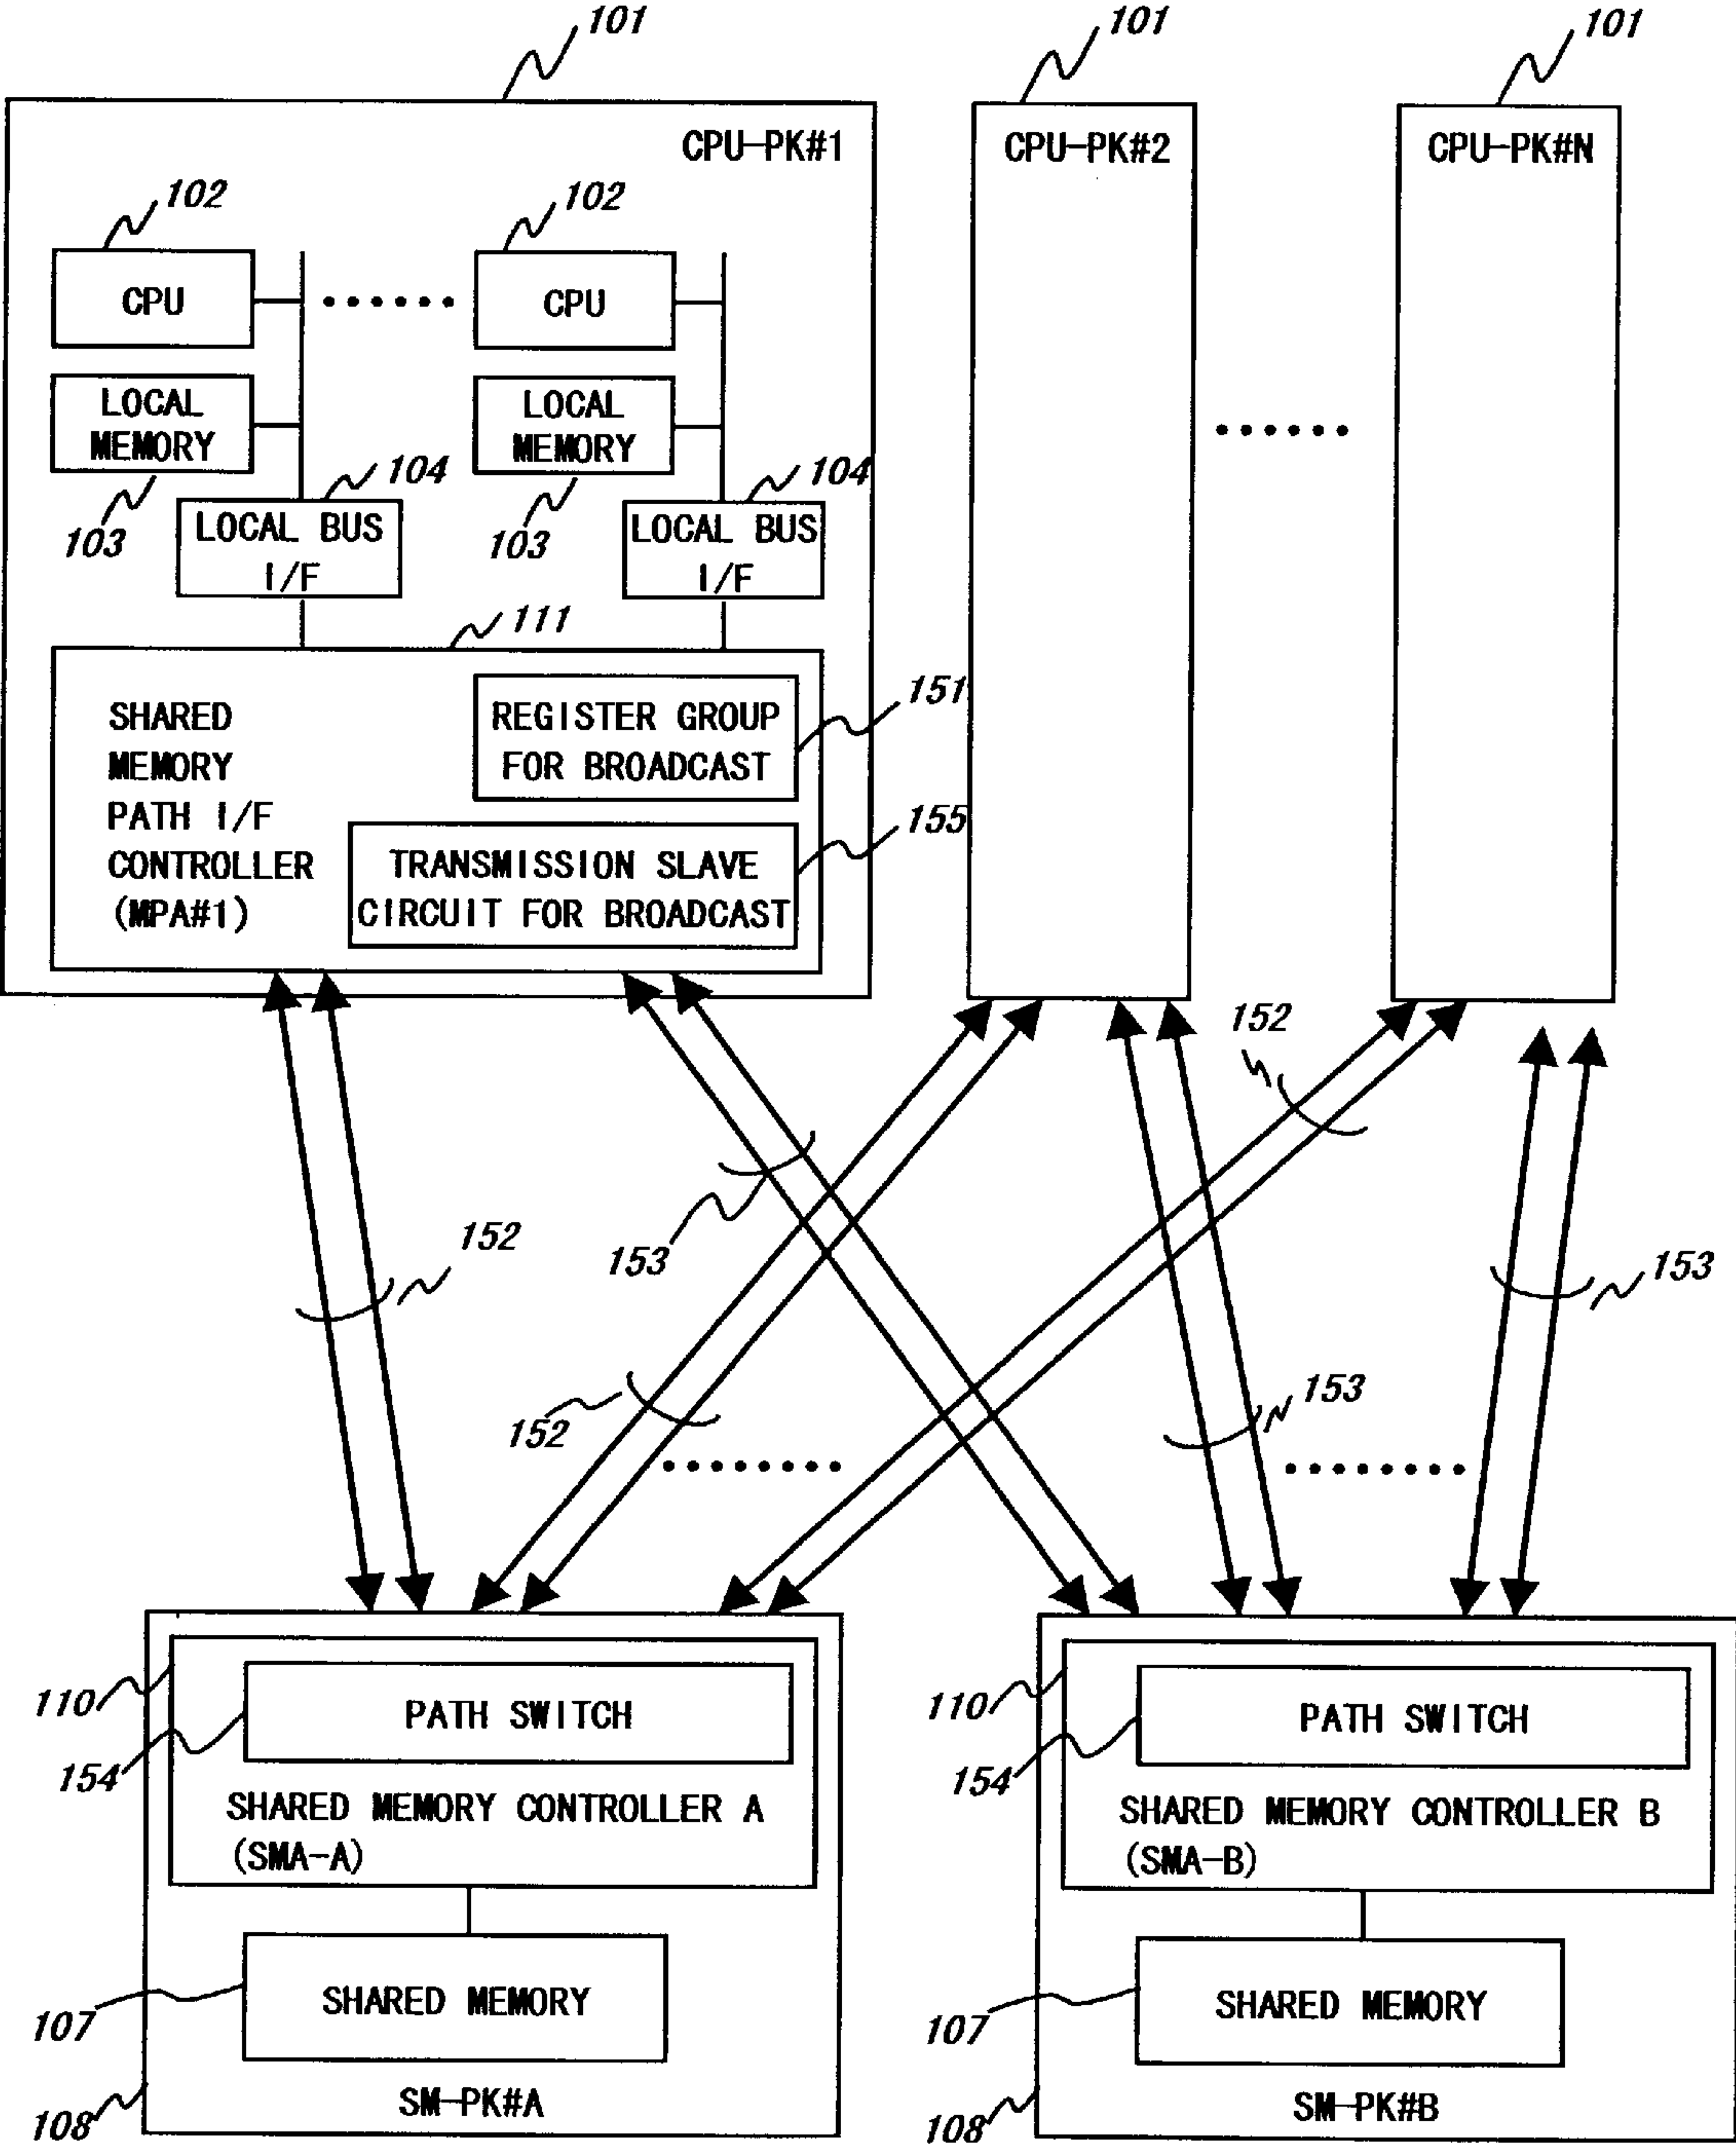 101
101
101
CPU-PK#1
CPU-PK#2
CPU-PK#N
102
102
CPU
CPU
LOCAL
MEMORY
LOCAL
MEMORY
104
104
103
103
LOCAL BUS
I/F
LOCAL BUS
I/F
111
SHARED
MEMORY
PATH I/F
CONTROLLER
(MPA#1)
REGISTER GROUP
FOR BROADCAST
151
TRANSMISSION SLAVE
CIRCUIT FOR BROADCAST
155
152
152
153
153
152
153
110
PATH SWITCH
154
SHARED MEMORY CONTROLLER A
(SMA-A)
110
PATH SWITCH
154
SHARED MEMORY CONTROLLER B
(SMA-B)
SHARED MEMORY
107
SHARED MEMORY
107
SM-PK#A
108
SM-PK#B
108